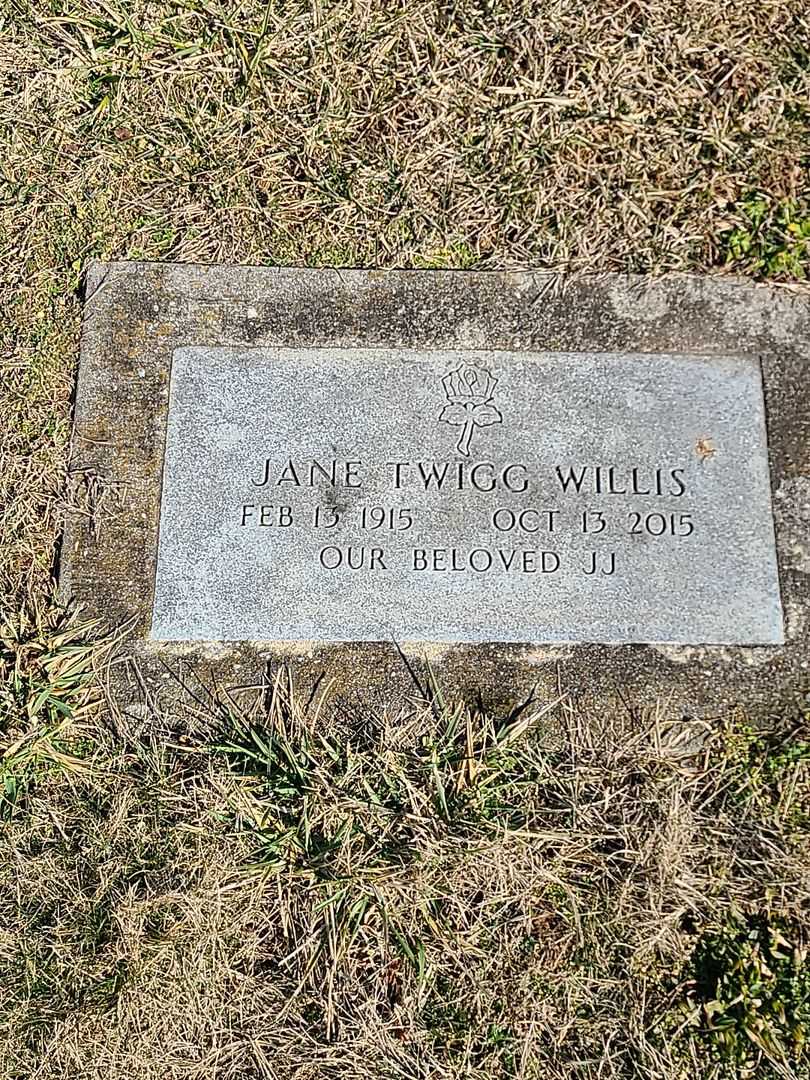 JANE TWIGG WILLIS
FEB 13 1915 OCT 13 2015
OUR BELOVED JJ